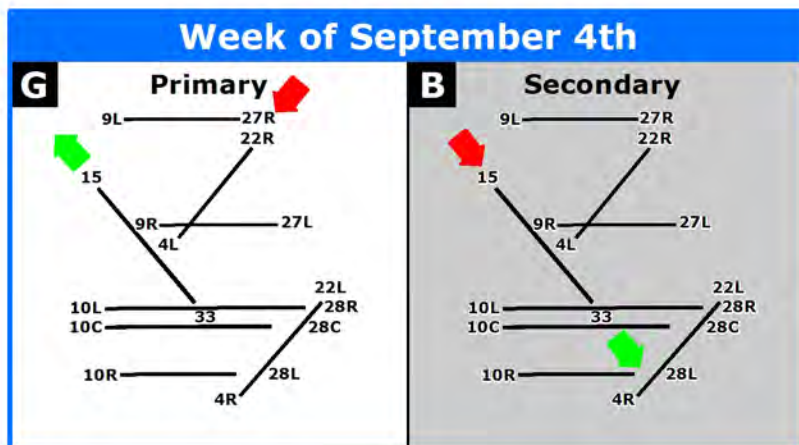 Week of September 4th
G
Primary
9L
27R
22R
15
9R
27L
4L
22L
10L
28R
33
10C
28C
10R
28L
4R
B
Secondary
9L
27R
22R
15
9R
27L
4L
22L
10L
28R
33
10C
28C
10R
28L
4R